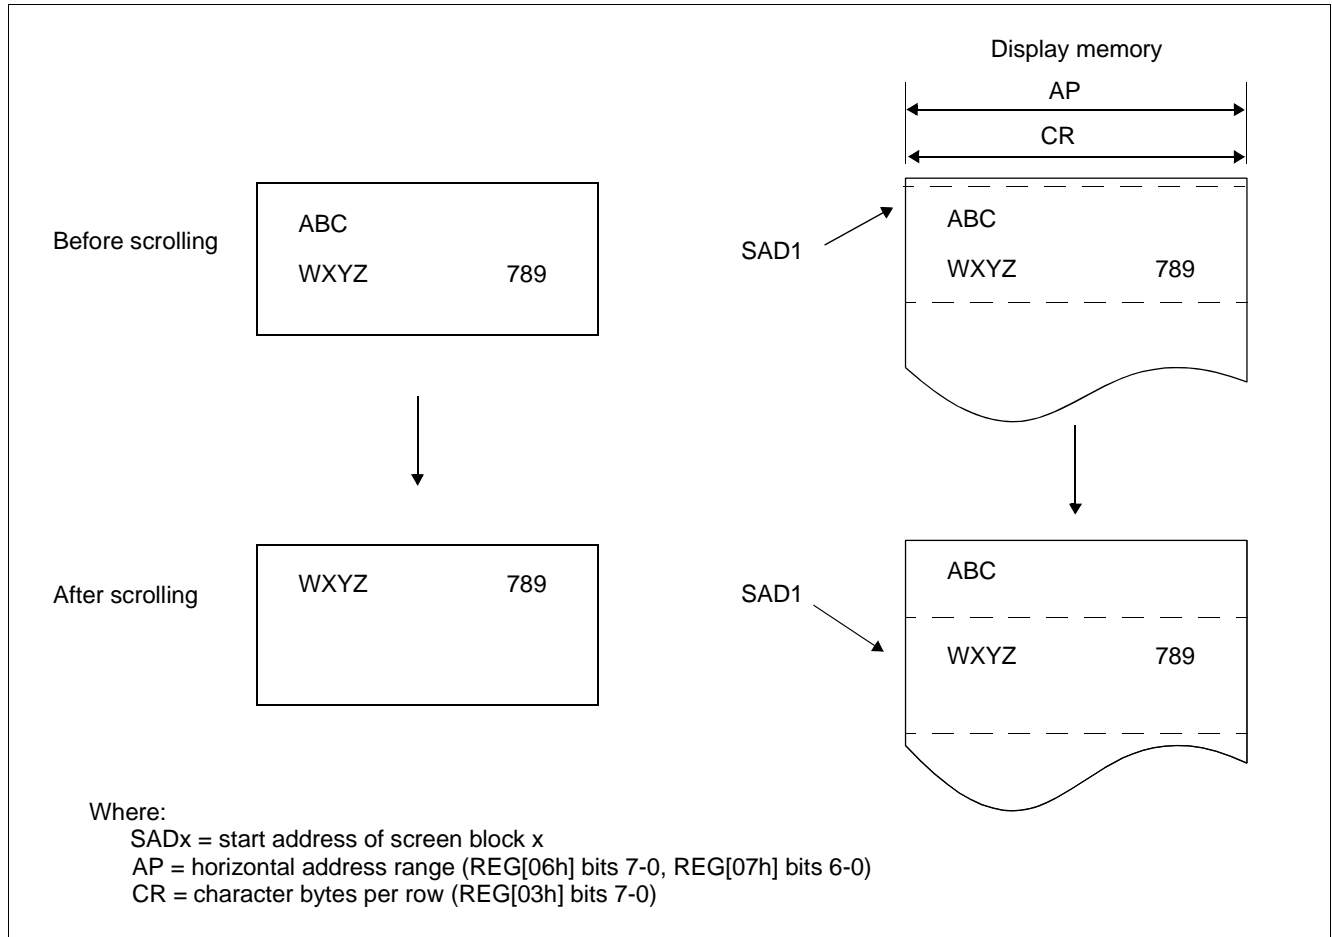 Display memory
AP
CR
Before scrolling
ABC
WXYZ 789
SAD1
ABC
WXYZ 789
After scrolling
WXYZ 789
SAD1
ABC
WXYZ 789
Where:
SADx = start address of screen block x
AP = horizontal address range (REG[06h] bits 7-0, REG[07h] bits 6-0)
CR = character bytes per row (REG[03h] bits 7-0)